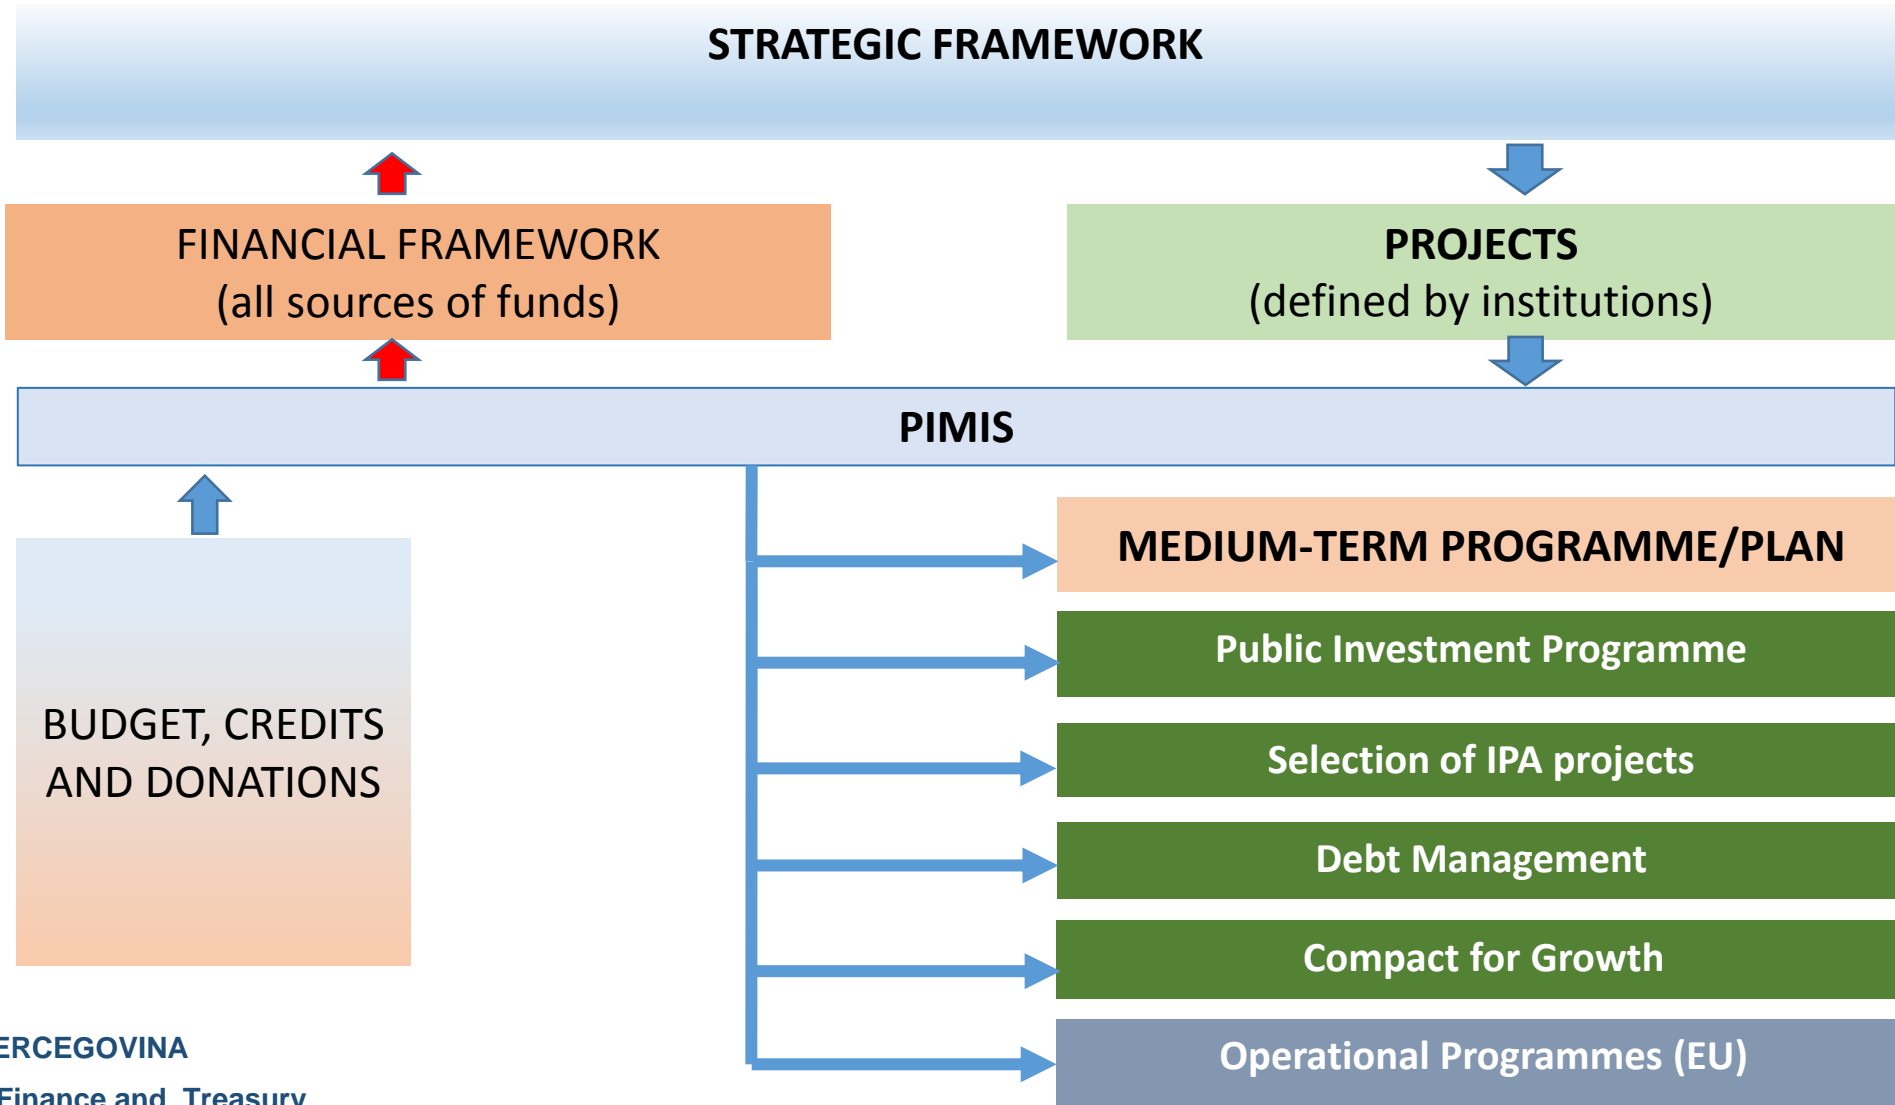 STRATEGIC FRAMEWORK
FINANCIAL FRAMEWORK
(all sources of funds)
PROJECTS
(defined by institutions)
PIMIS
BUDGET, CREDITS
AND DONATIONS
MEDIUM-TERM PROGRAMME/PLAN
Public Investment Programme
Selection of IPA projects
Debt Management
Compact for Growth
Operational Programmes (EU)
ERCEGOVINA
Finance and Treasury